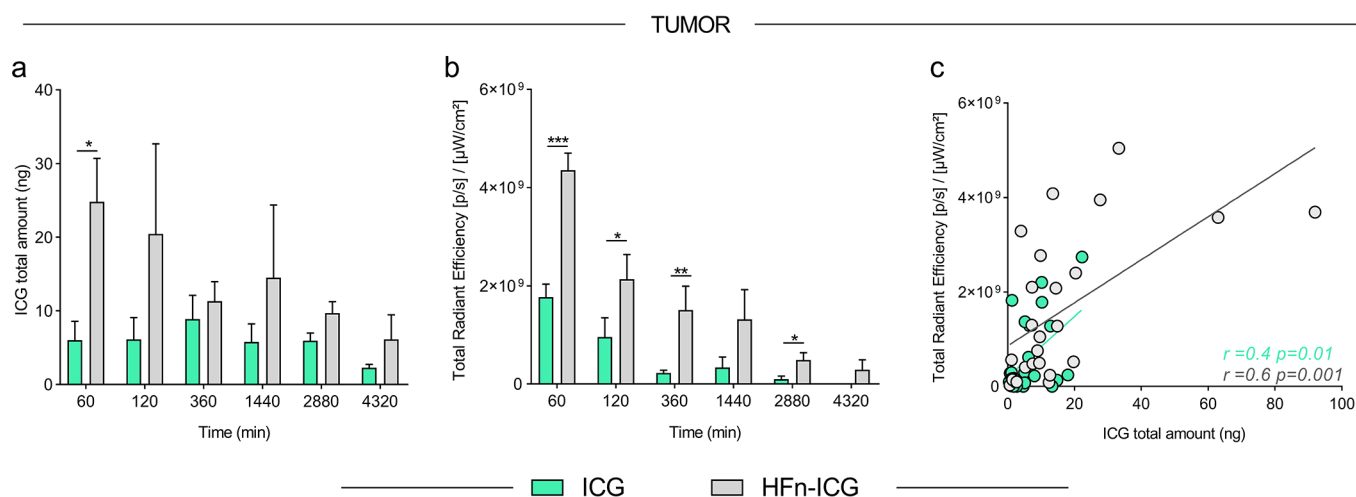 TUMOR
a
ICG total amount (ng)
40
30
20
10
0
*
60 120 360 1440 2880 4320
Time (min)
b
Total Radiant Efficiency [p/s] / [µW/cm²]
6×10⁹
4×10⁹
2×10⁹
0
***
*
**
*
60 120 360 1440 2880 4320
Time (min)
c
Total Radiant Efficiency [p/s] / [µW/cm²]
6×10⁹
4×10⁹
2×10⁹
0
r =0.4 p=0.01
r =0.6 p=0.001
0 20 40 60 80 100
ICG total amount (ng)
ICG HFn-ICG